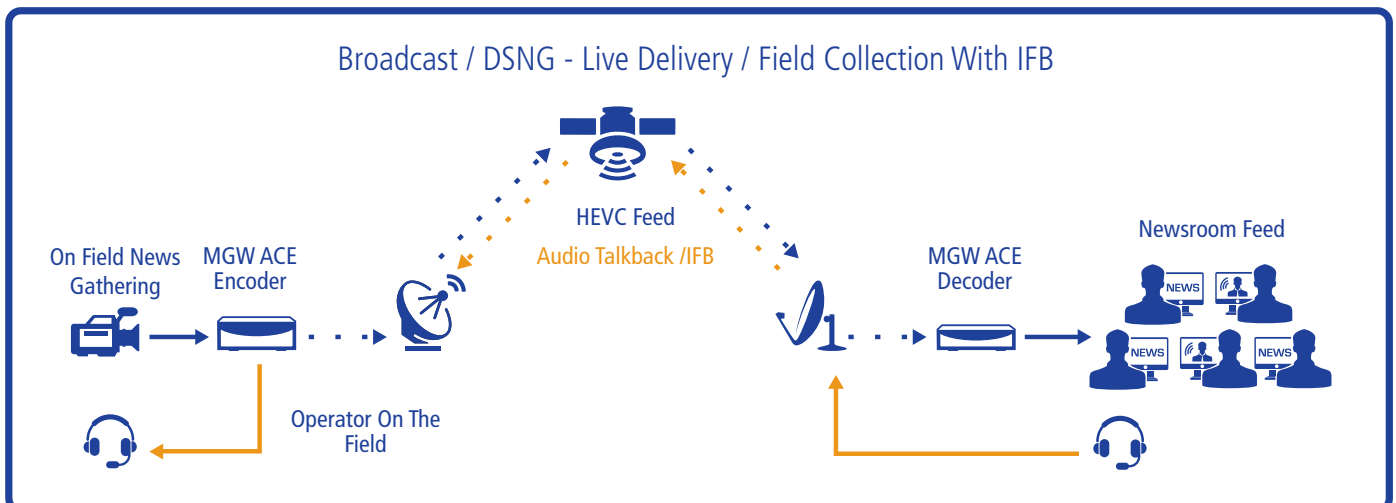 Broadcast / DSNG - Live Delivery / Field Collection With IFB
HEVC Feed
Audio Talkback /IFB
On Field News
Gathering
MGW ACE
Encoder
MGW ACE
Decoder
Newsroom Feed
NEWS
NEWS
NEWS
Operator On The
Field